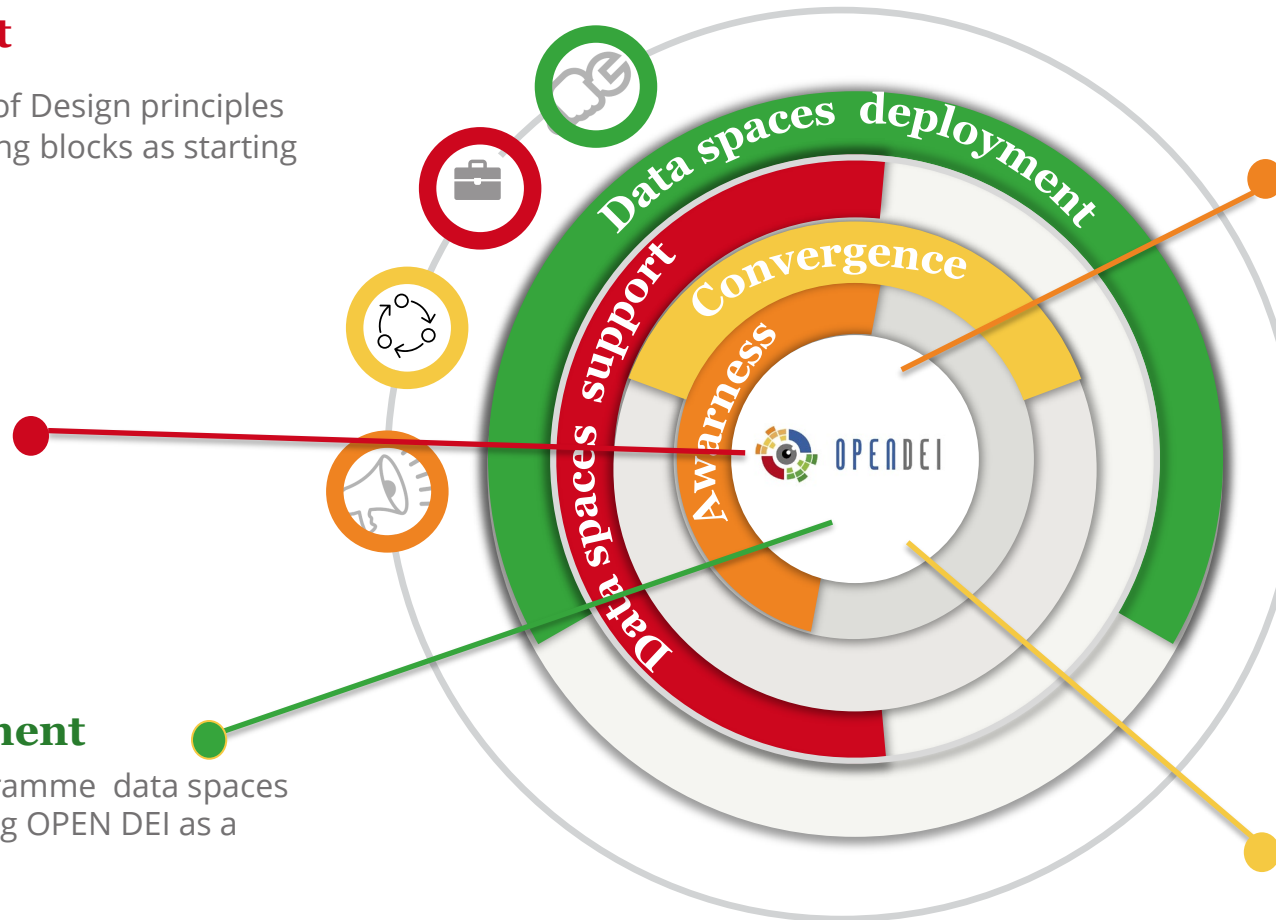 t
of Design principles
ng blocks as starting
Data spaces deployment
Data spaces support
Convergence
Awarness
OPENDEI
nent
ramme data spaces
g OPEN DEI as a